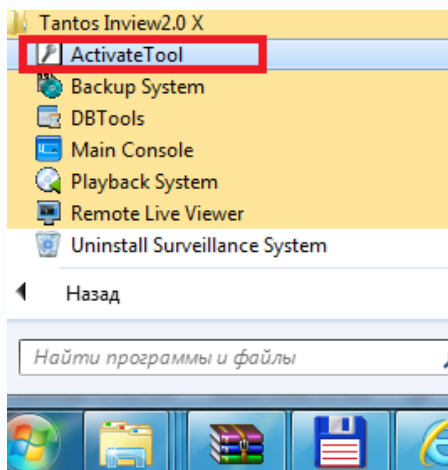 Tantos Inview2.0 X
ActivateTool
Backup System
DBTools
Main Console
Playback System
Remote Live Viewer
Uninstall Surveillance System
Назад
Найти программы и файлы